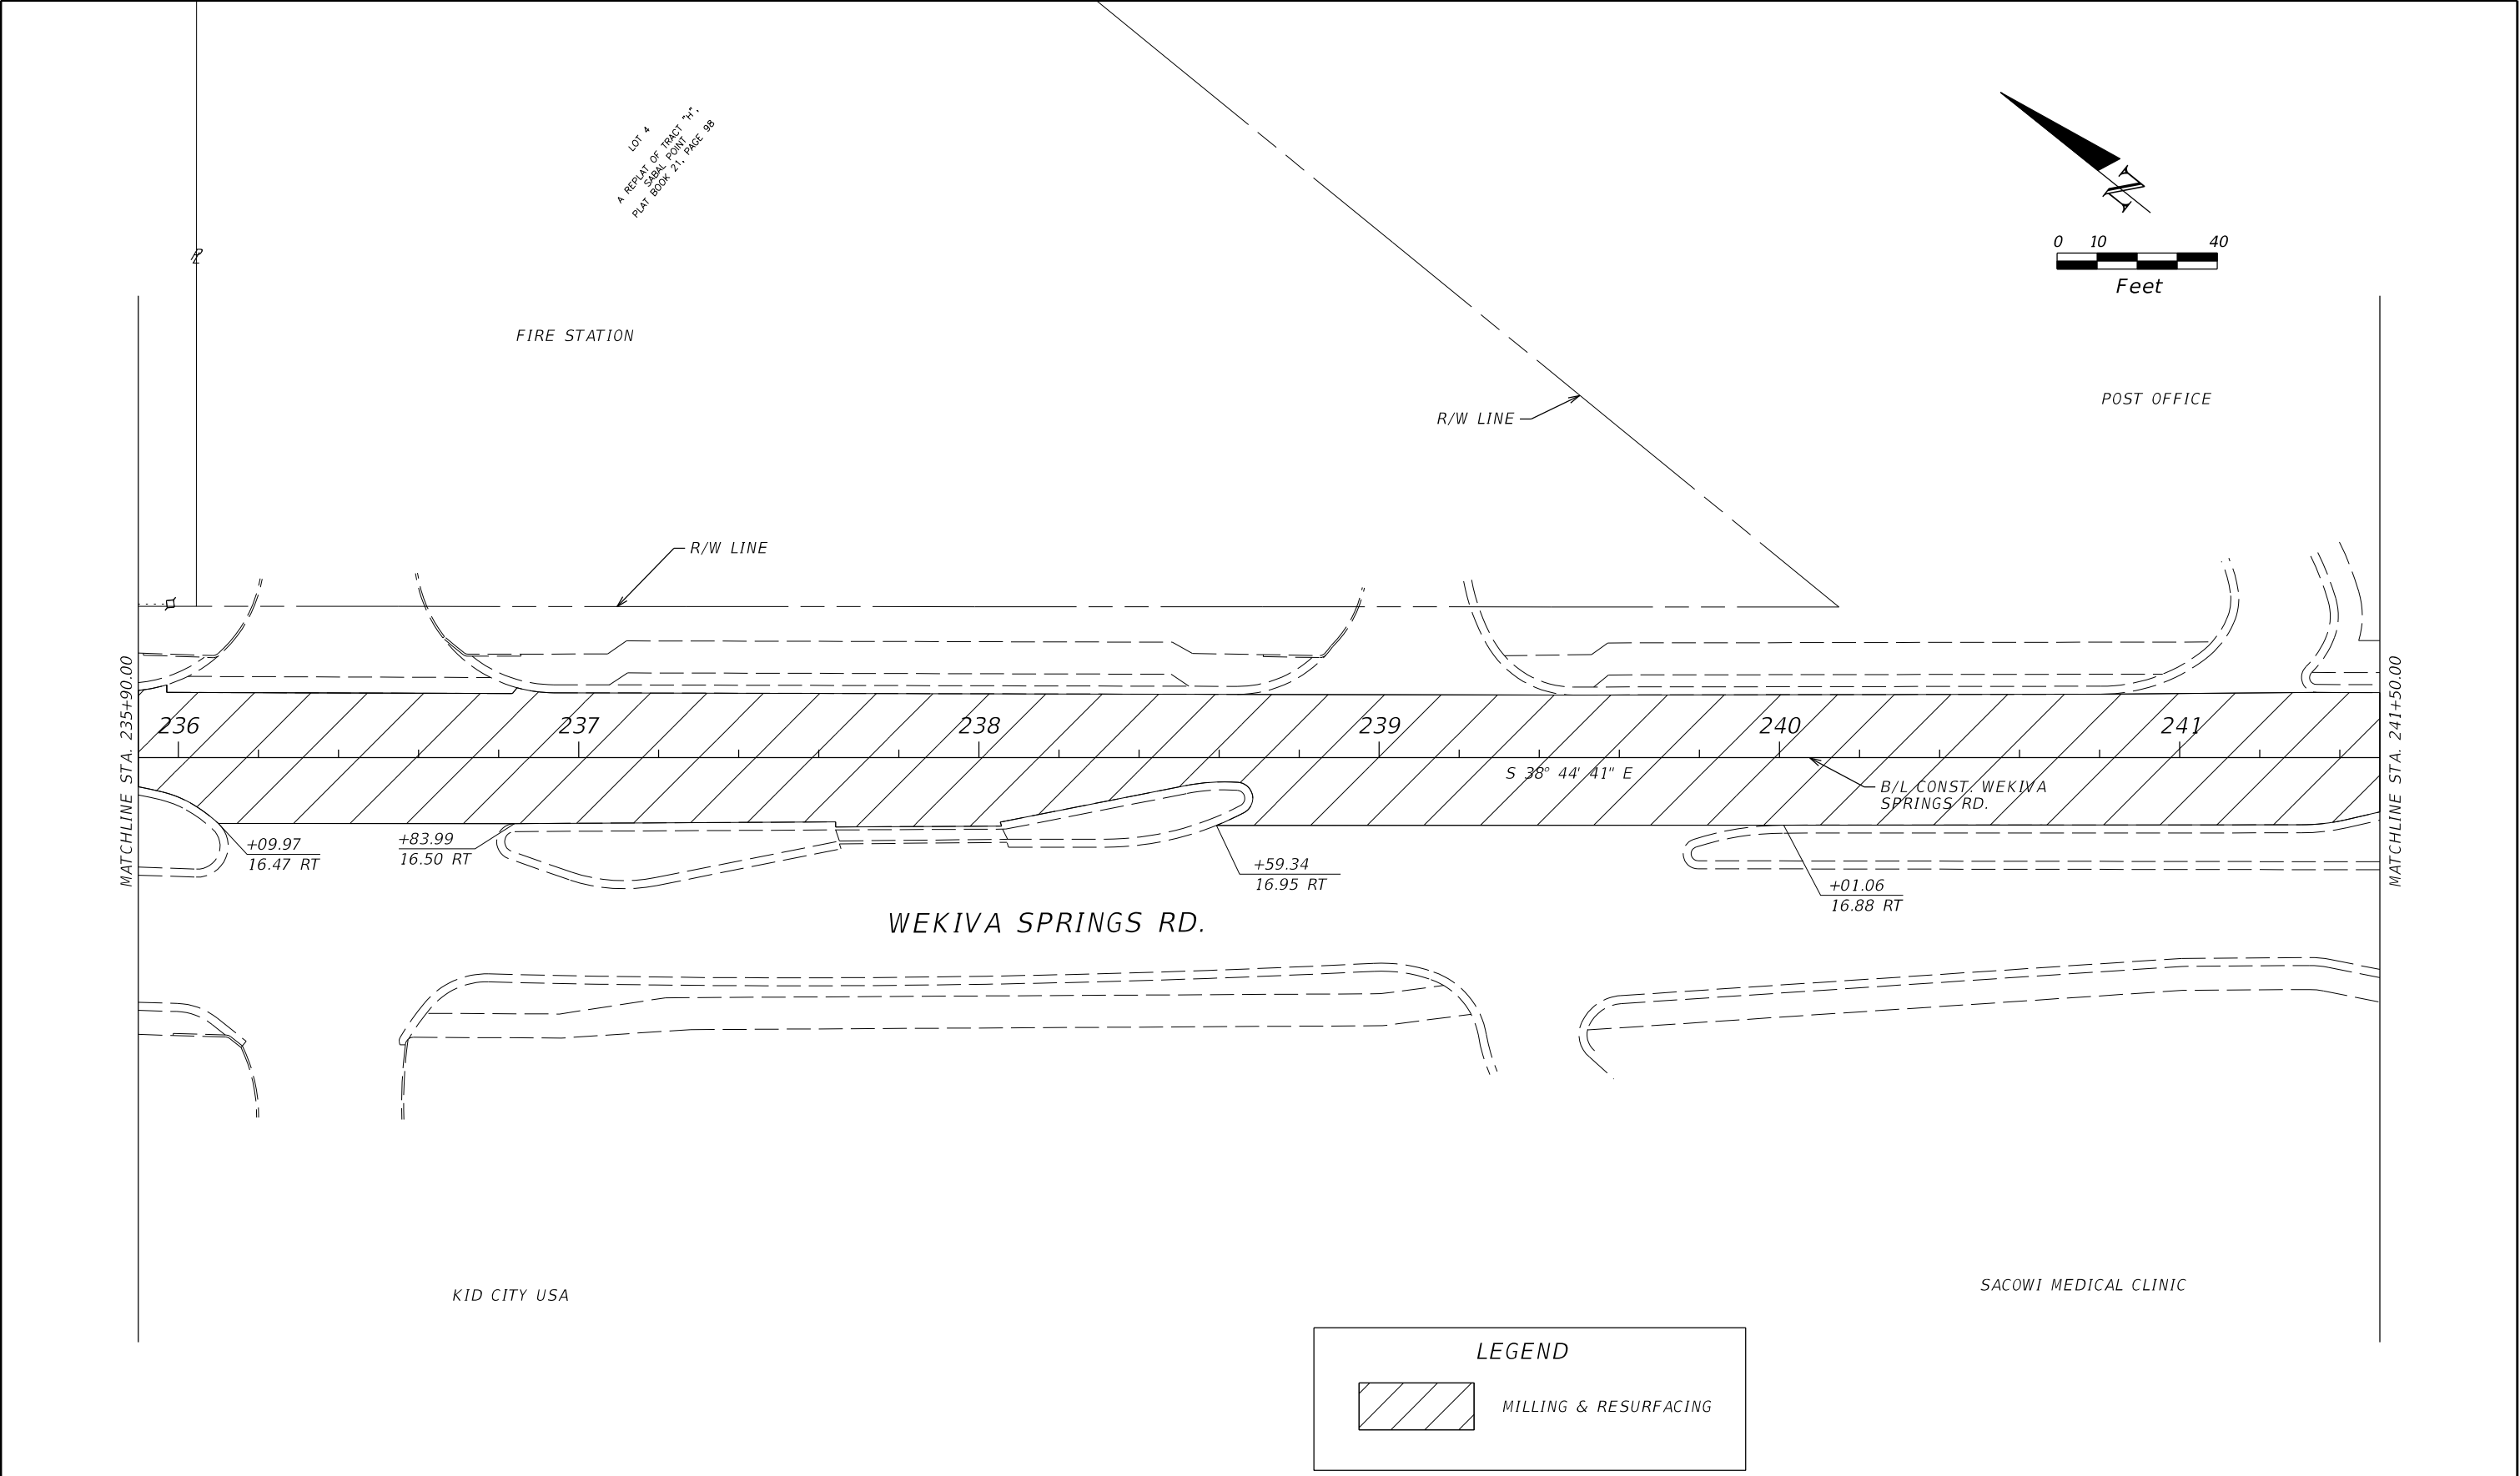 LOT 4
A REPLAT OF TRACT "H",
SABAL POINT
PLAT BOOK 21, PAGE 98
N
0 10 40
Feet
PL
FIRE STATION
POST OFFICE
R/W LINE
R/W LINE
MATCHLINE STA. 235+90.00
236 237 238 239 240 241
MATCHLINE STA. 241+50.00
S 38° 44' 41" E
B/L CONST. WEKIVA
SPRINGS RD.
+09.97
16.47 RT
+83.99
16.50 RT
+59.34
16.95 RT
+01.06
16.88 RT
WEKIVA SPRINGS RD.
KID CITY USA
SACOWI MEDICAL CLINIC
LEGEND
MILLING & RESURFACING